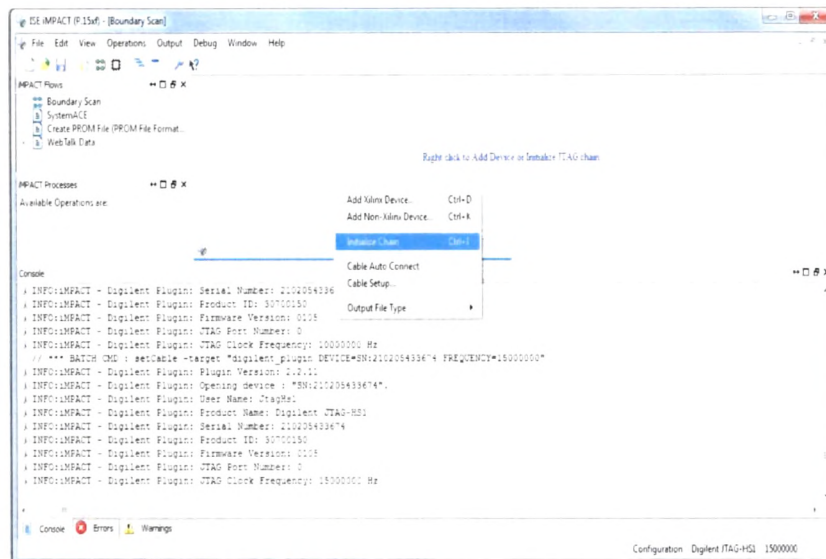 ISE iMPACT (P.15xf) - [Boundary Scan]
File Edit View Operations Output Debug Window Help
iMPACT Flows
Boundary Scan
SystemACE
Create PROM File (PROM File Format...
WebTalk Data
Right click to Add Device or Initialize JTAG chain
iMPACT Processes
Available Operations are:
Add Xilinx Device... Ctrl+D
Add Non-Xilinx Device... Ctrl+K
Initialize Chain Ctrl+I
Cable Auto Connect
Cable Setup...
Output File Type
Console
INFO:iMPACT - Digilent Plugin: Serial Number: 2102054336
INFO:iMPACT - Digilent Plugin: Product ID: 30700150
INFO:iMPACT - Digilent Plugin: Firmware Version: 0105
INFO:iMPACT - Digilent Plugin: JTAG Port Number: 0
INFO:iMPACT - Digilent Plugin: JTAG Clock Frequency: 10000000 Hz
// *** BATCH CMD : setCable -target "digilent_plugin DEVICE=SN:210205433674 FREQUENCY=15000000"
INFO:iMPACT - Digilent Plugin: Plugin Version: 2.2.11
INFO:iMPACT - Digilent Plugin: Opening device : "SN:210205433674".
INFO:iMPACT - Digilent Plugin: User Name: JtagHs1
INFO:iMPACT - Digilent Plugin: Product Name: Digilent JTAG-HS1
INFO:iMPACT - Digilent Plugin: Serial Number: 210205433674
INFO:iMPACT - Digilent Plugin: Product ID: 30700150
INFO:iMPACT - Digilent Plugin: Firmware Version: 0105
INFO:iMPACT - Digilent Plugin: JTAG Port Number: 0
INFO:iMPACT - Digilent Plugin: JTAG Clock Frequency: 15000000 Hz
Console Errors Warnings
Configuration Digilent JTAG-HS1 15000000